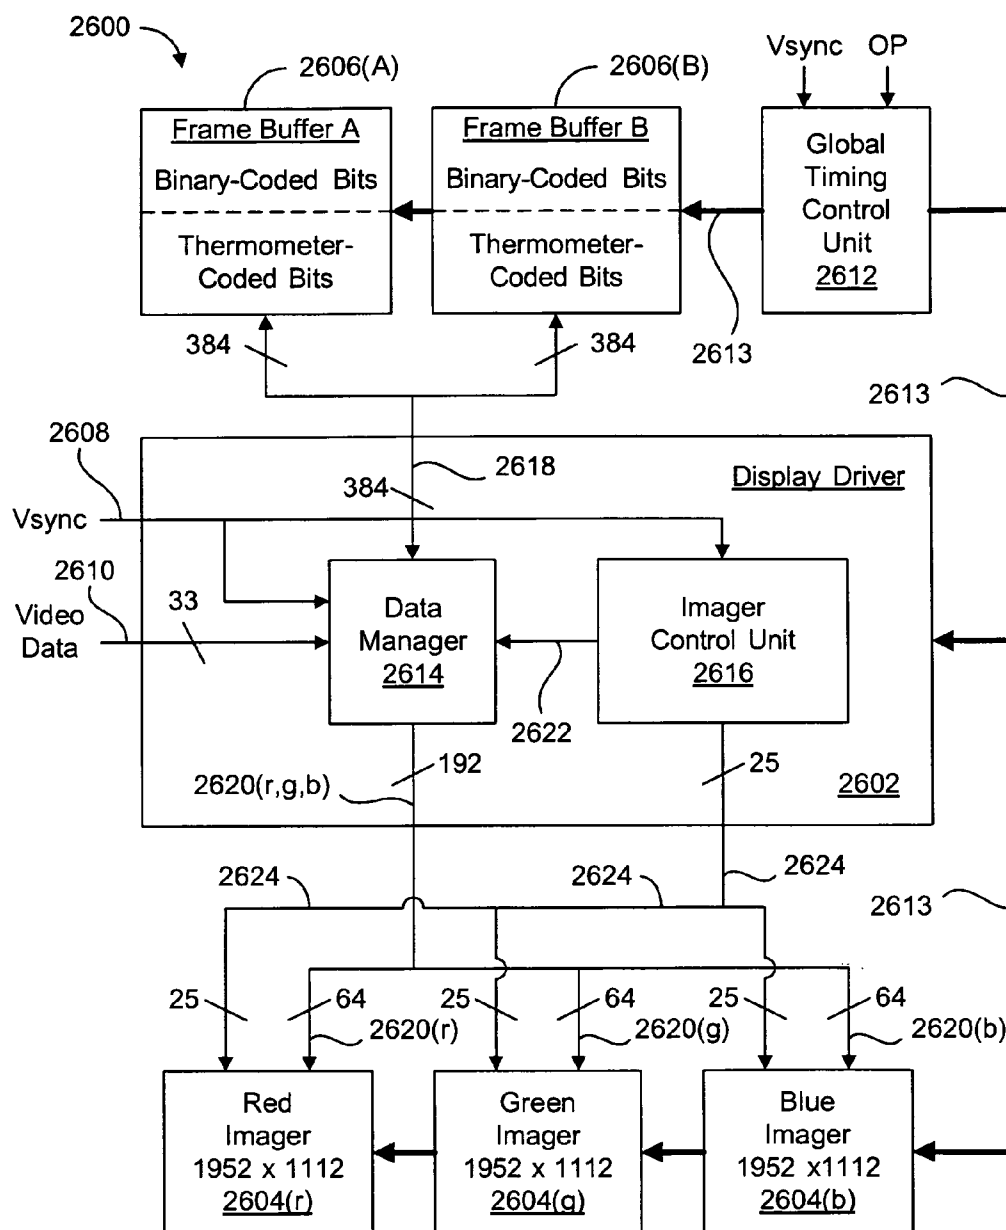 2600
2606(A)
2606(B)
Vsync OP
Frame Buffer A
Binary-Coded Bits
Thermometer-
Coded Bits
Frame Buffer B
Binary-Coded Bits
Thermometer-
Coded Bits
Global
Timing
Control
Unit
2612
384
384
2613
2613
2608
2618
Display Driver
384
Vsync
2610
Video
Data
33
Data
Manager
2614
Imager
Control Unit
2616
2622
192
25
2620(r,g,b)
2602
2624
2624
2624
2613
25
64
25
64
25
64
2620(r)
2620(g)
2620(b)
Red
Imager
1952 x 1112
2604(r)
Green
Imager
1952 x 1112
2604(g)
Blue
Imager
1952 x1112
2604(b)